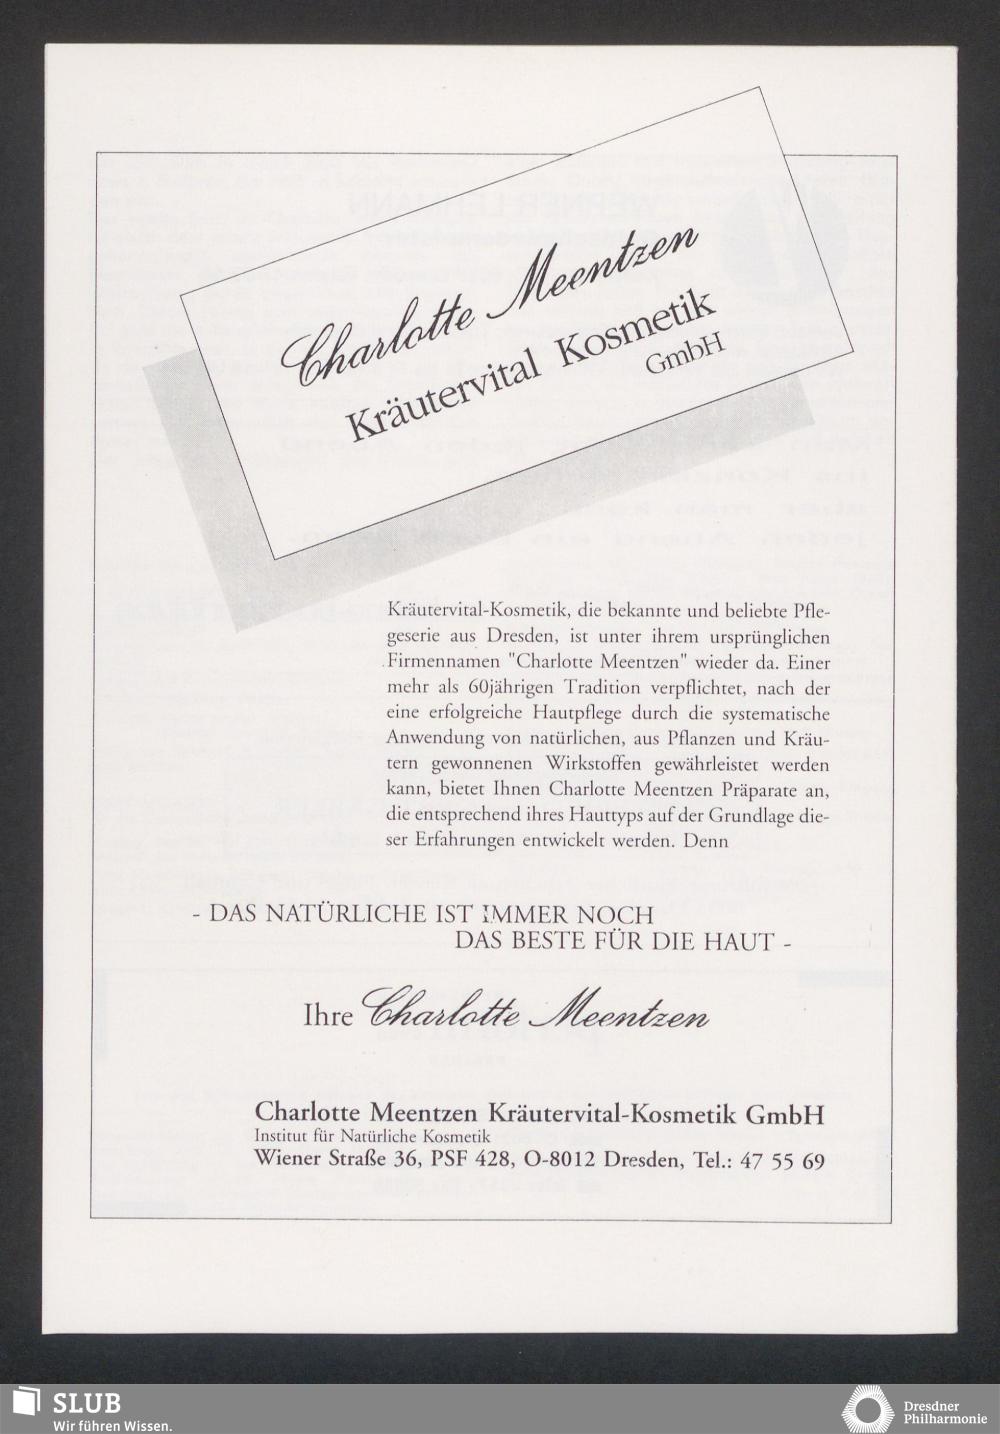 Charlotte Meentzen
Kräutervital Kosmetik
GmbH
Kräutervital-Kosmetik, die bekannte und beliebte Pfle-
geserie aus Dresden, ist unter ihrem ursprünglichen
Firmennamen "Charlotte Meentzen" wieder da. Einer
mehr als 60jährigen Tradition verpflichtet, nach der
eine erfolgreiche Hautpflege durch die systematische
Anwendung von natürlichen, aus Pflanzen und Kräu-
tern gewonnenen Wirkstoffen gewährleistet werden
kann, bietet Ihnen Charlotte Meentzen Präparate an,
die entsprechend ihres Hauttyps auf der Grundlage die-
ser Erfahrungen entwickelt werden. Denn
- DAS NATÜRLICHE IST IMMER NOCH
DAS BESTE FÜR DIE HAUT -
Ihre Charlotte Meentzen
Charlotte Meentzen Kräutervital-Kosmetik GmbH
Institut für Natürliche Kosmetik
Wiener Straße 36, PSF 428, O-8012 Dresden, Tel.: 47 55 69
SLUB
Wir führen Wissen.
Dresdner
Philharmonie